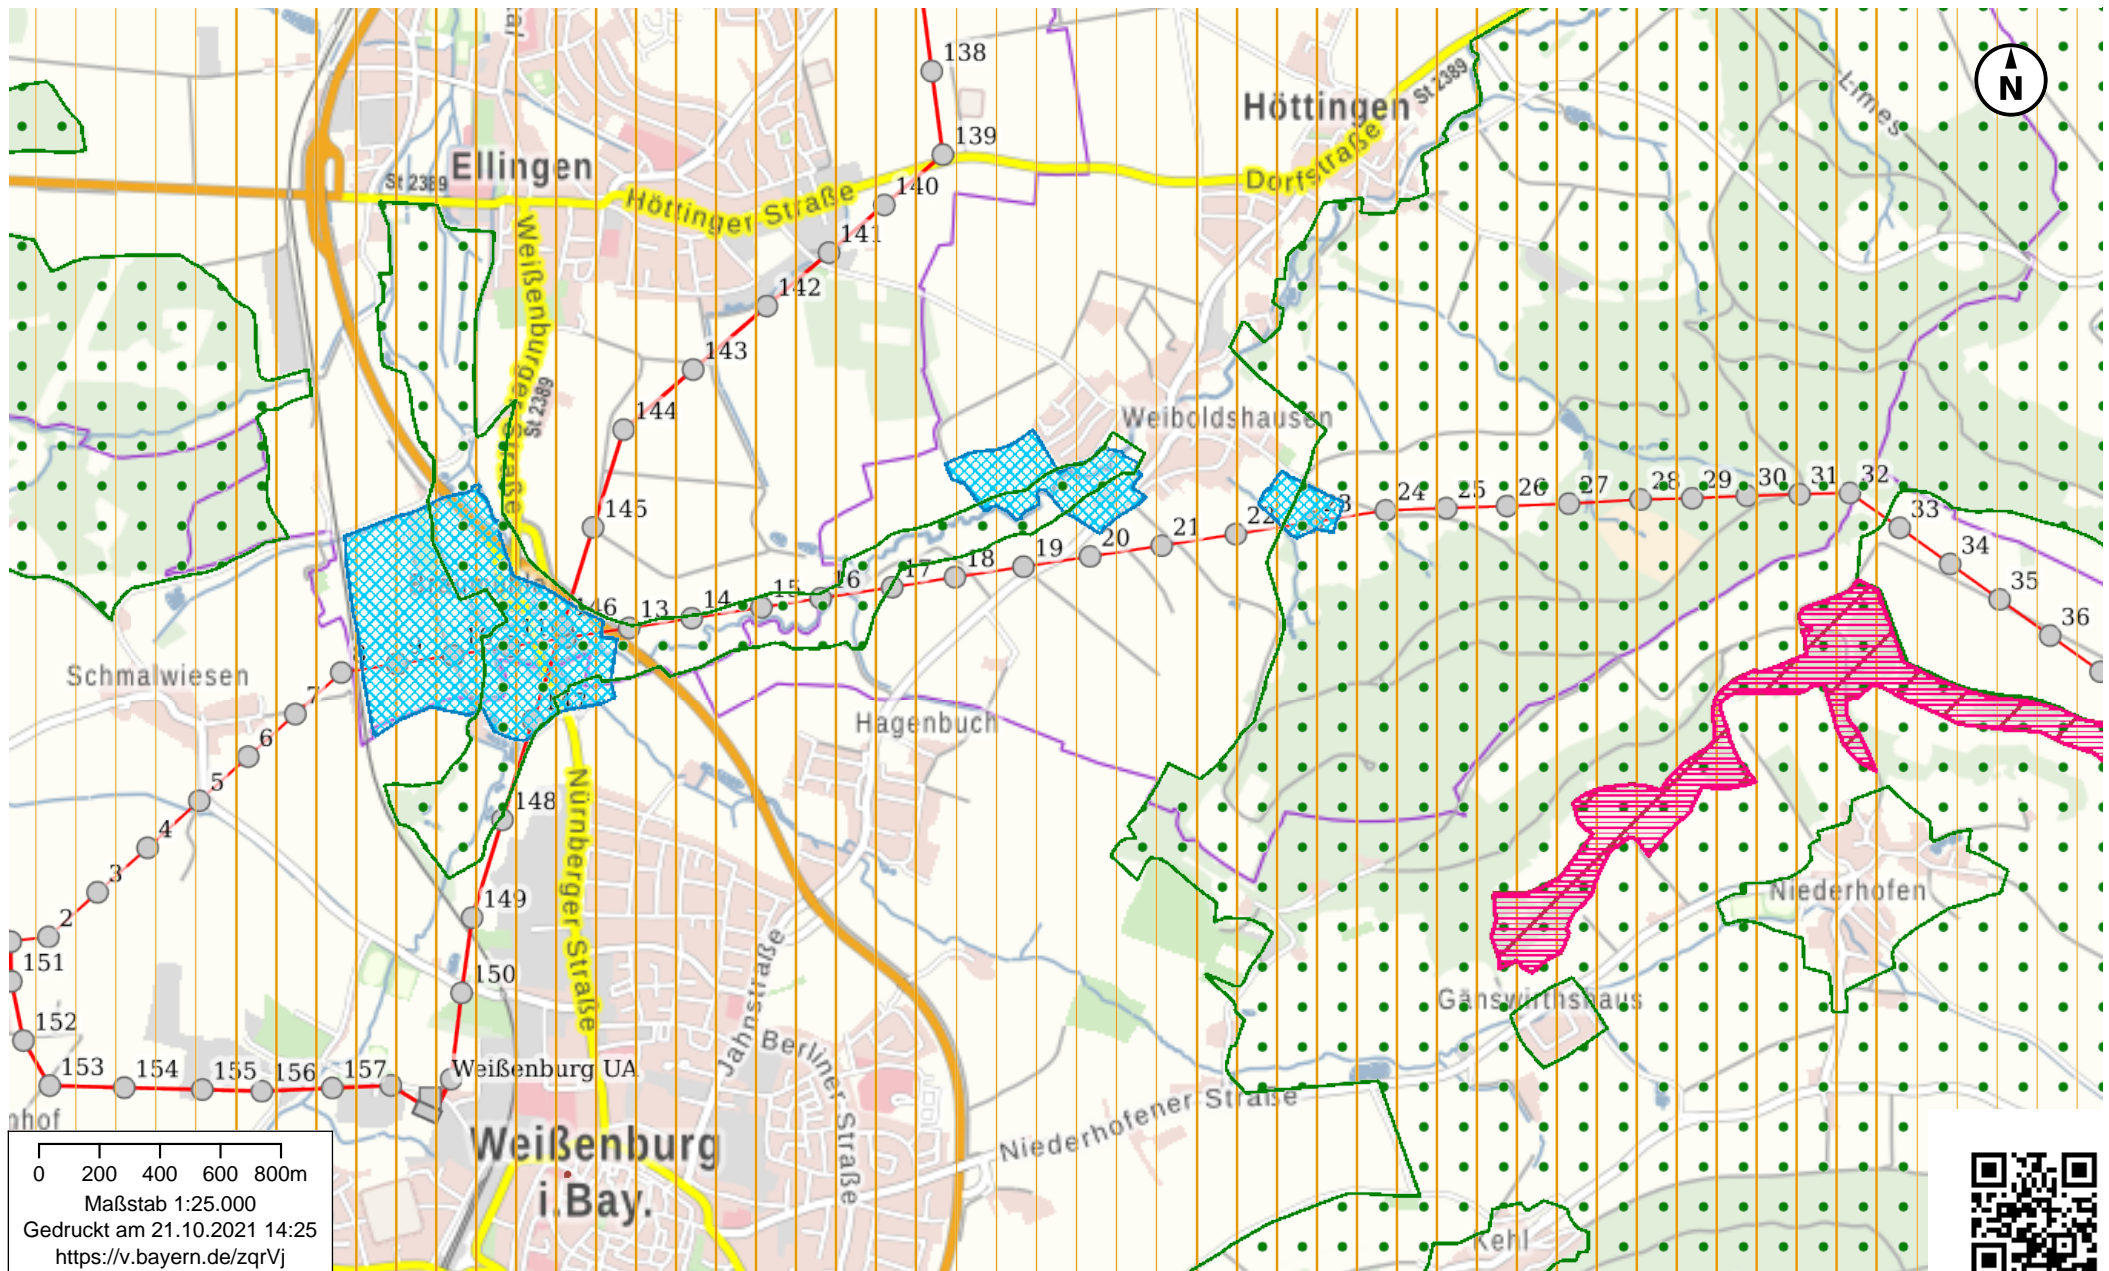 138
Höttingen
St 2389
Limes
N
139
Ellingen
St 2389
Höttinger Straße
140
Dorfstraße
141
Weißenburger Straße
St 2389
142
143
144
Weiboldshausen
145
24
25
26
27
28
29
30
31
32
33
22
21
20
19
18
17
16
15
14
13
146
34
35
36
Schmalwiesen
7
6
5
4
3
2
Hagenbuch
148
Nürnberger Straße
149
Niederhofen
150
151
152
Jahnstraße
Gänswirthshaus
Berliner Straße
153
154
155
156
157
Weißenburg UA
Niederhofener Straße
nhof
Weißenburg
i.Bay.
Kehl
0 200 400 600 800m
Maßstab 1:25.000
Gedruckt am 21.10.2021 14:25
https://v.bayern.de/zqrVj